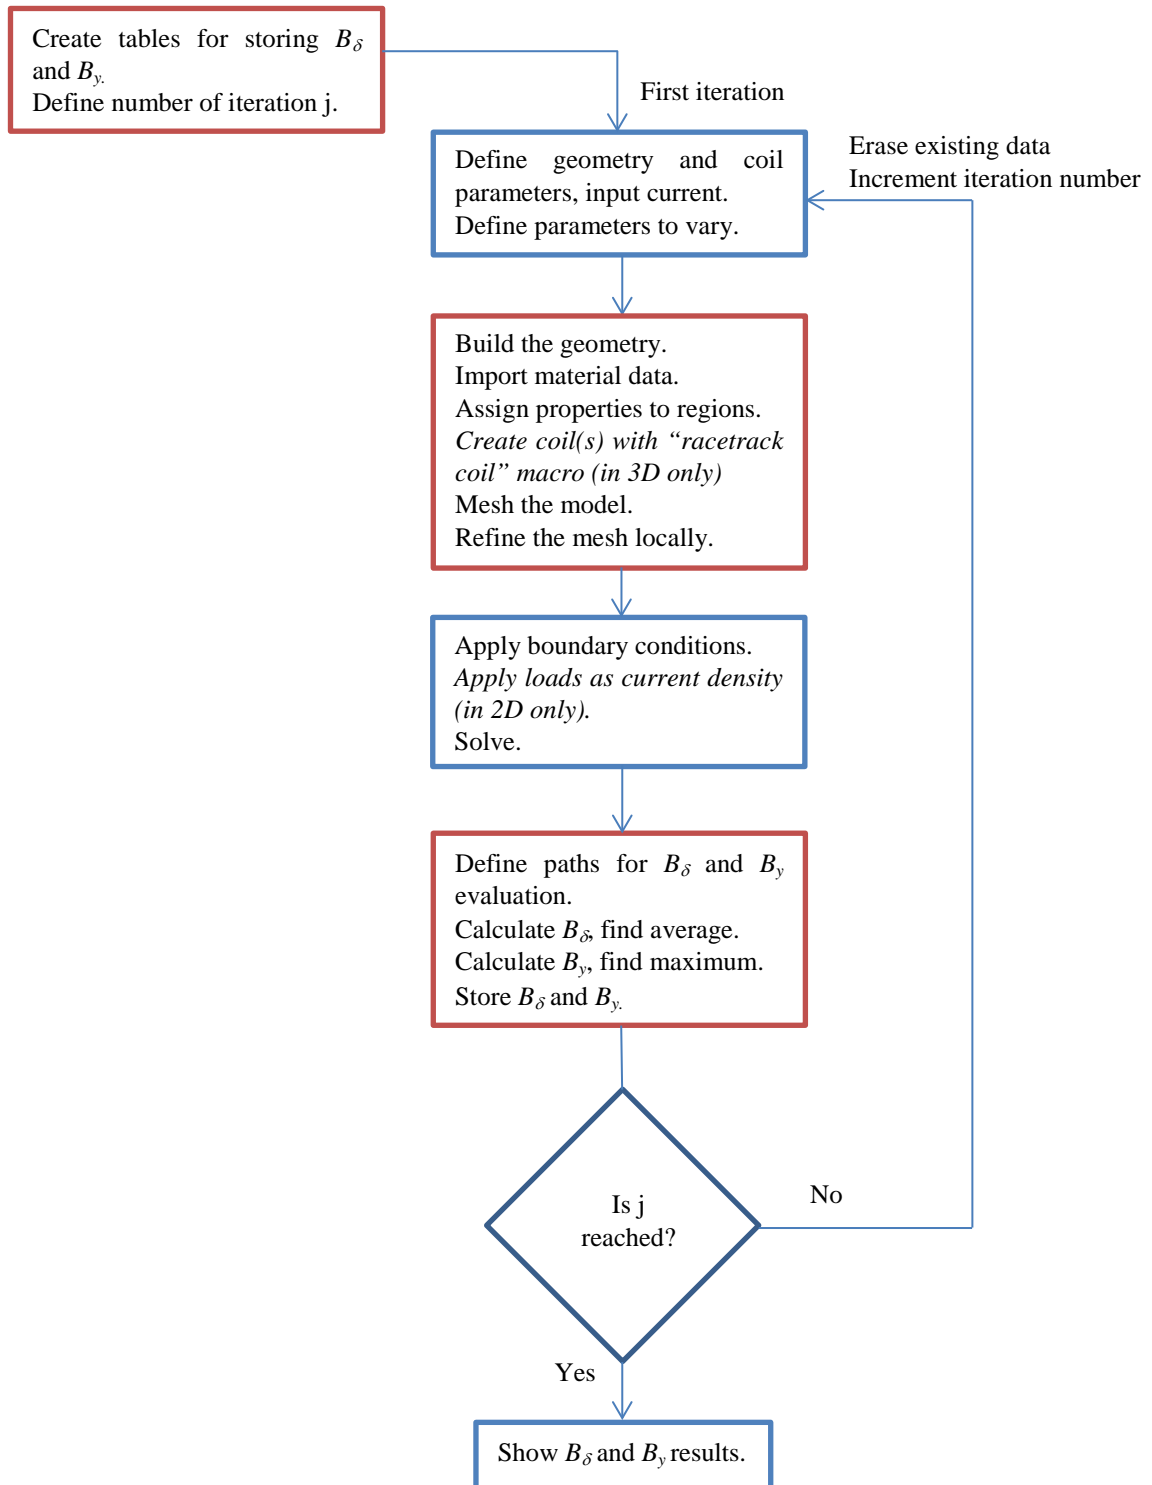 Create tables for storing Bδ
and By.
Define number of iteration j.
First iteration
Erase existing data
Increment iteration number
Define geometry and coil
parameters, input current.
Define parameters to vary.
Build the geometry.
Import material data.
Assign properties to regions.
Create coil(s) with “racetrack
coil” macro (in 3D only)
Mesh the model.
Refine the mesh locally.
Apply boundary conditions.
Apply loads as current density
(in 2D only).
Solve.
Define paths for Bδ and By
evaluation.
Calculate Bδ, find average.
Calculate By, find maximum.
Store Bδ and By.
Is j
reached?
No
Yes
Show Bδ and By results.